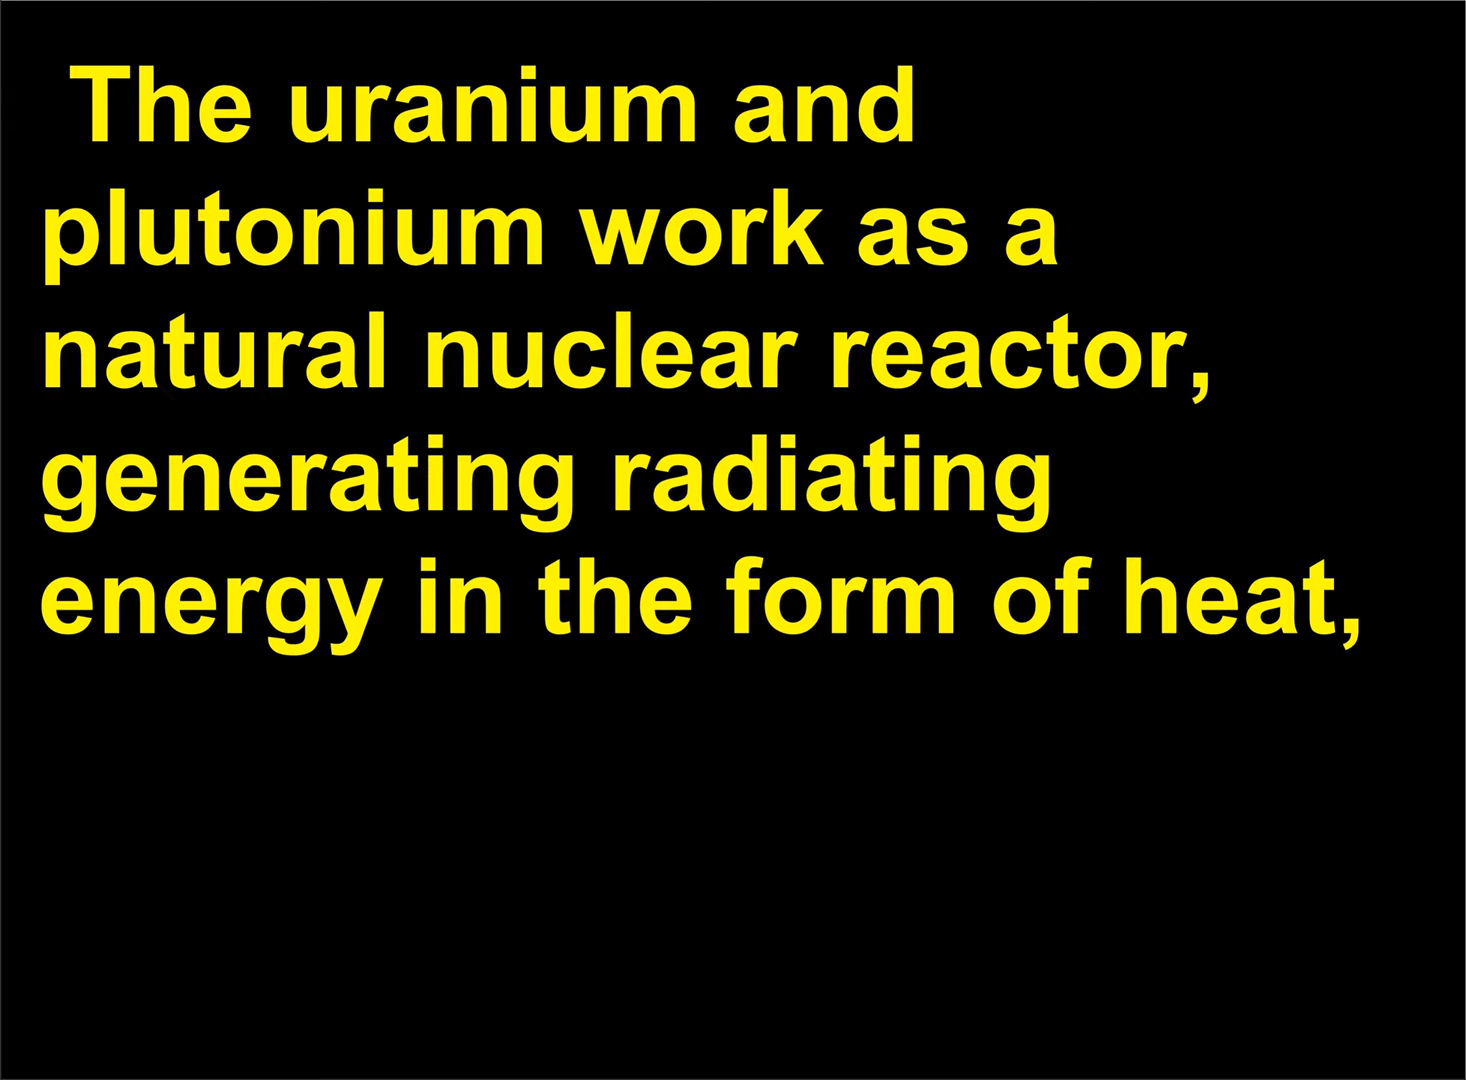 The uranium and
plutonium work as a
natural nuclear reactor,
generating radiating
energy in the form of heat,